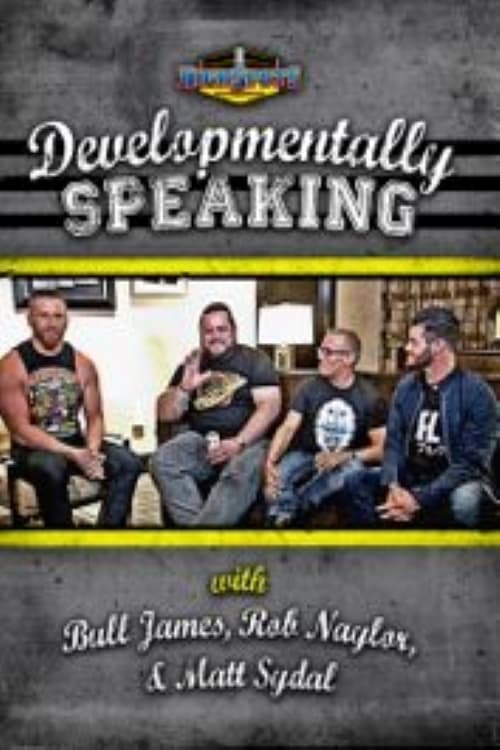 Developmentally
SPEAKING
with
Bull James, Rob Naylor,
& Matt Sydal